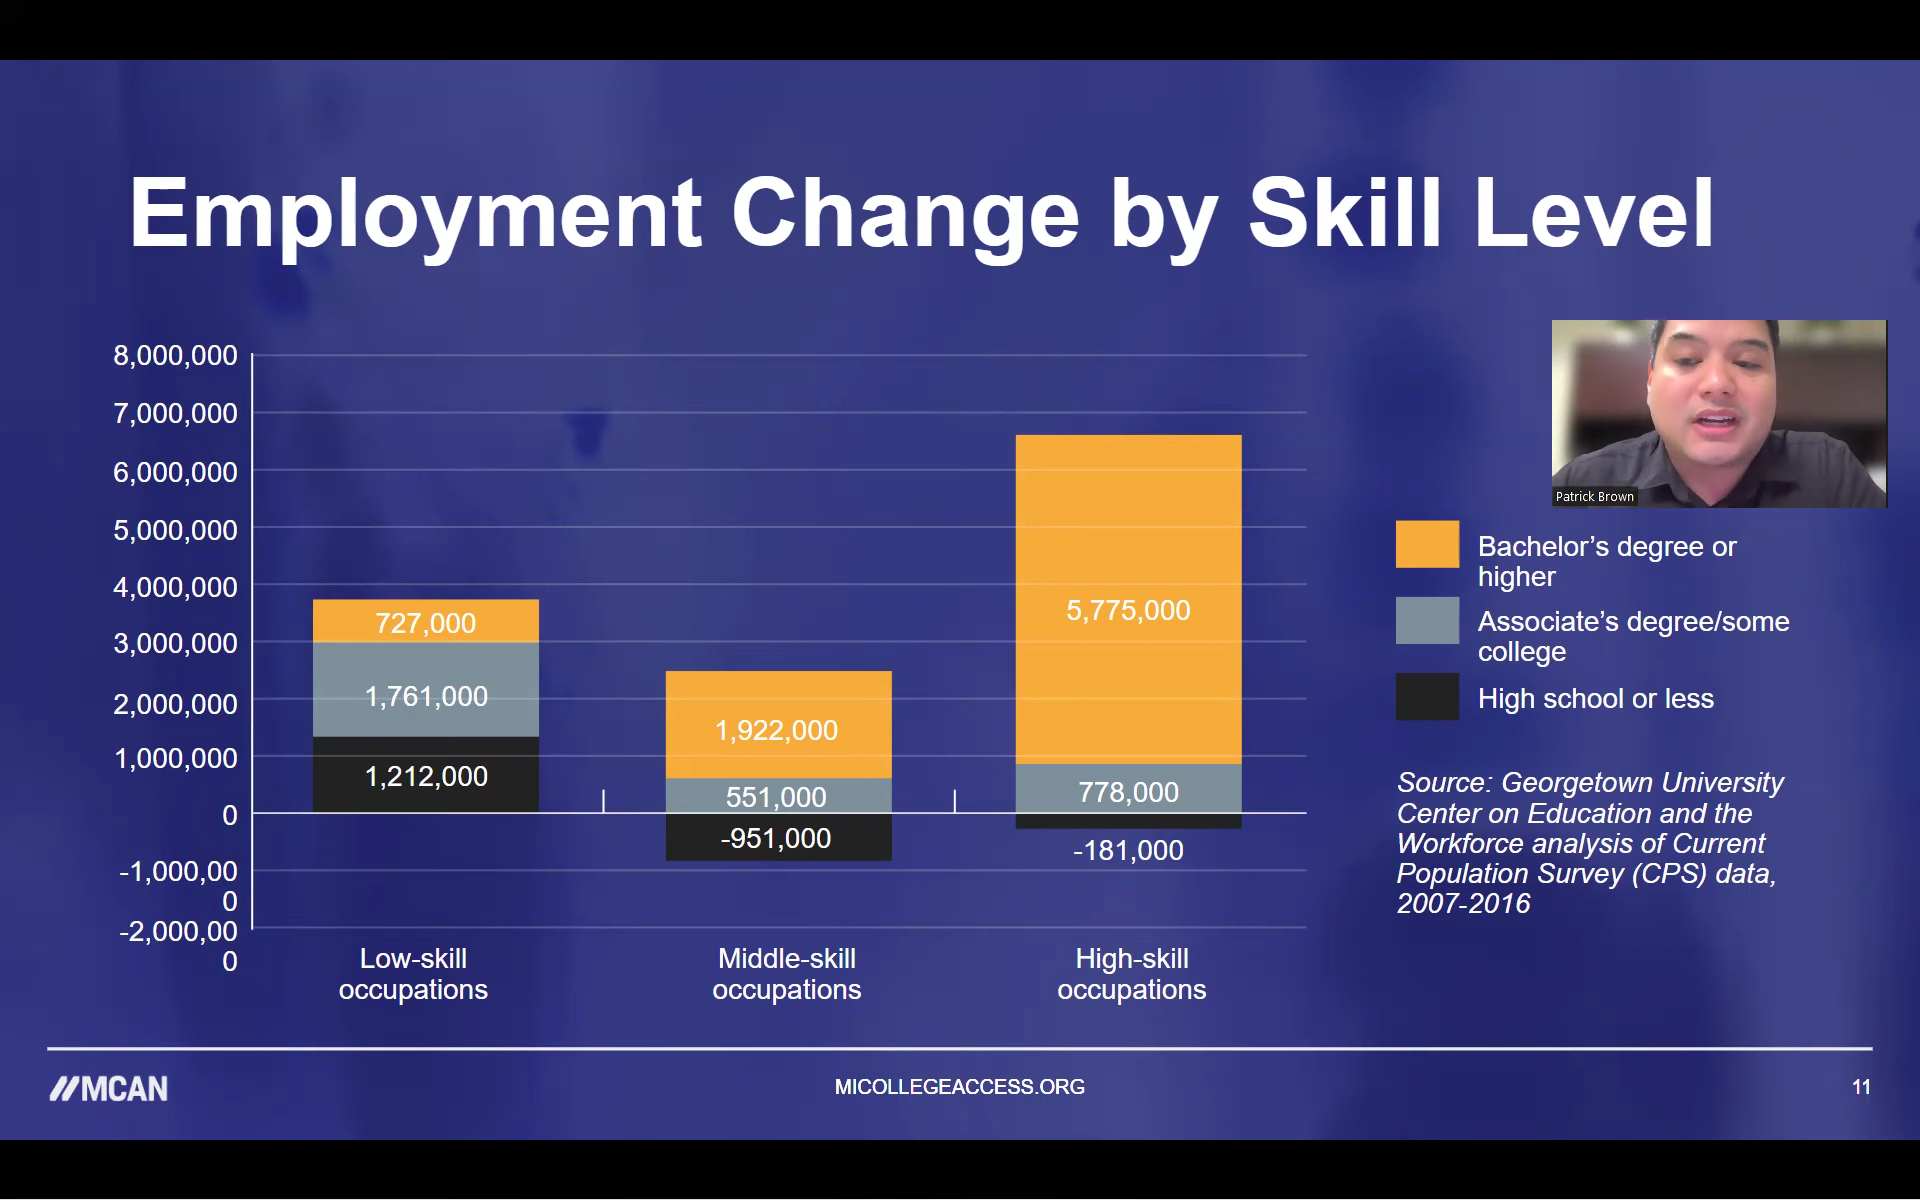 Employment Change by Skill Level
8,000,000
7,000,000
6,000,000
5,000,000
4,000,000
3,000,000
2,000,000
1,000,000
0
-1,000,00
0
-2,000,00
0
727,000
1,761,000
1,212,000
1,922,000
551,000
-951,000
5,775,000
778,000
-181,000
Low-skill
occupations
Middle-skill
occupations
High-skill
occupations
Patrick Brown
Bachelor’s degree or
higher
Associate’s degree/some
college
High school or less
Source: Georgetown University
Center on Education and the
Workforce analysis of Current
Population Survey (CPS) data,
2007-2016
MCAN
MICOLLEGEACCESS.ORG
11